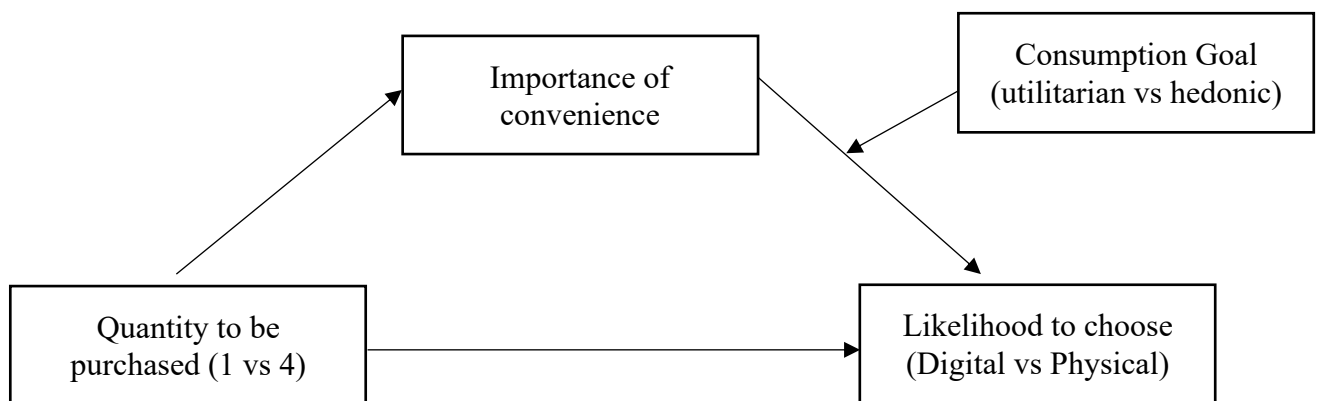 Importance of
convenience
Consumption Goal
(utilitarian vs hedonic)
Quantity to be
purchased (1 vs 4)
Likelihood to choose
(Digital vs Physical)